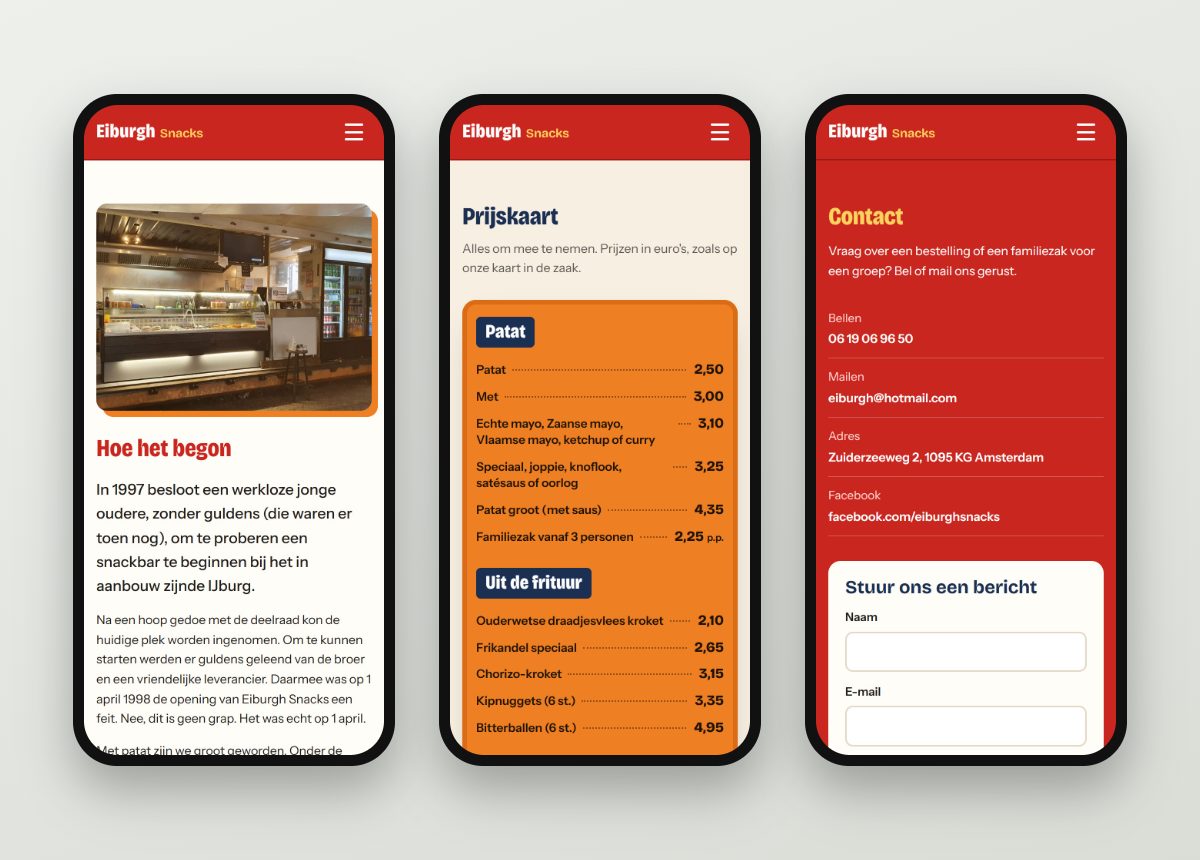 Eiburgh Snacks
Hoe het begon
In 1997 besloot een werkloze jonge
oudere, zonder guldens (die waren er
toen nog), om te proberen een
snackbar te beginnen bij het in
aanbouw zijnde IJburg.
Na een hoop gedoe met de deelraad kon de
huidige plek worden ingenomen. Om te kunnen
starten werden er guldens geleend van de broer
en een vriendelijke leverancier. Daarmee was op 1
april 1998 de opening van Eiburgh Snacks een
feit. Nee, dit is geen grap. Het was echt op 1 april.
Met patat zijn we groot geworden. Onder de
Eiburgh Snacks
Prijskaart
Alles om mee te nemen. Prijzen in euro's, zoals op
onze kaart in de zaak.
Patat
Patat 2,50
Met 3,00
Echte mayo, Zaanse mayo, 3,10
Vlaamse mayo, ketchup of curry
Speciaal, joppie, knoflook, 3,25
satésaus of oorlog
Patat groot (met saus) 4,35
Familiezak vanaf 3 personen 2,25 p.p.
Uit de frituur
Ouderwetse draadjesvlees kroket 2,10
Frikandel speciaal 2,65
Chorizo-kroket 3,15
Kipnuggets (6 st.) 3,35
Bitterballen (6 st.) 4,95
Eiburgh Snacks
Contact
Vraag over een bestelling of een familiezak voor
een groep? Bel of mail ons gerust.
Bellen
06 19 06 96 50
Mailen
eiburgh@hotmail.com
Adres
Zuiderzeeweg 2, 1095 KG Amsterdam
Facebook
facebook.com/eiburghsnacks
Stuur ons een bericht
Naam
E-mail